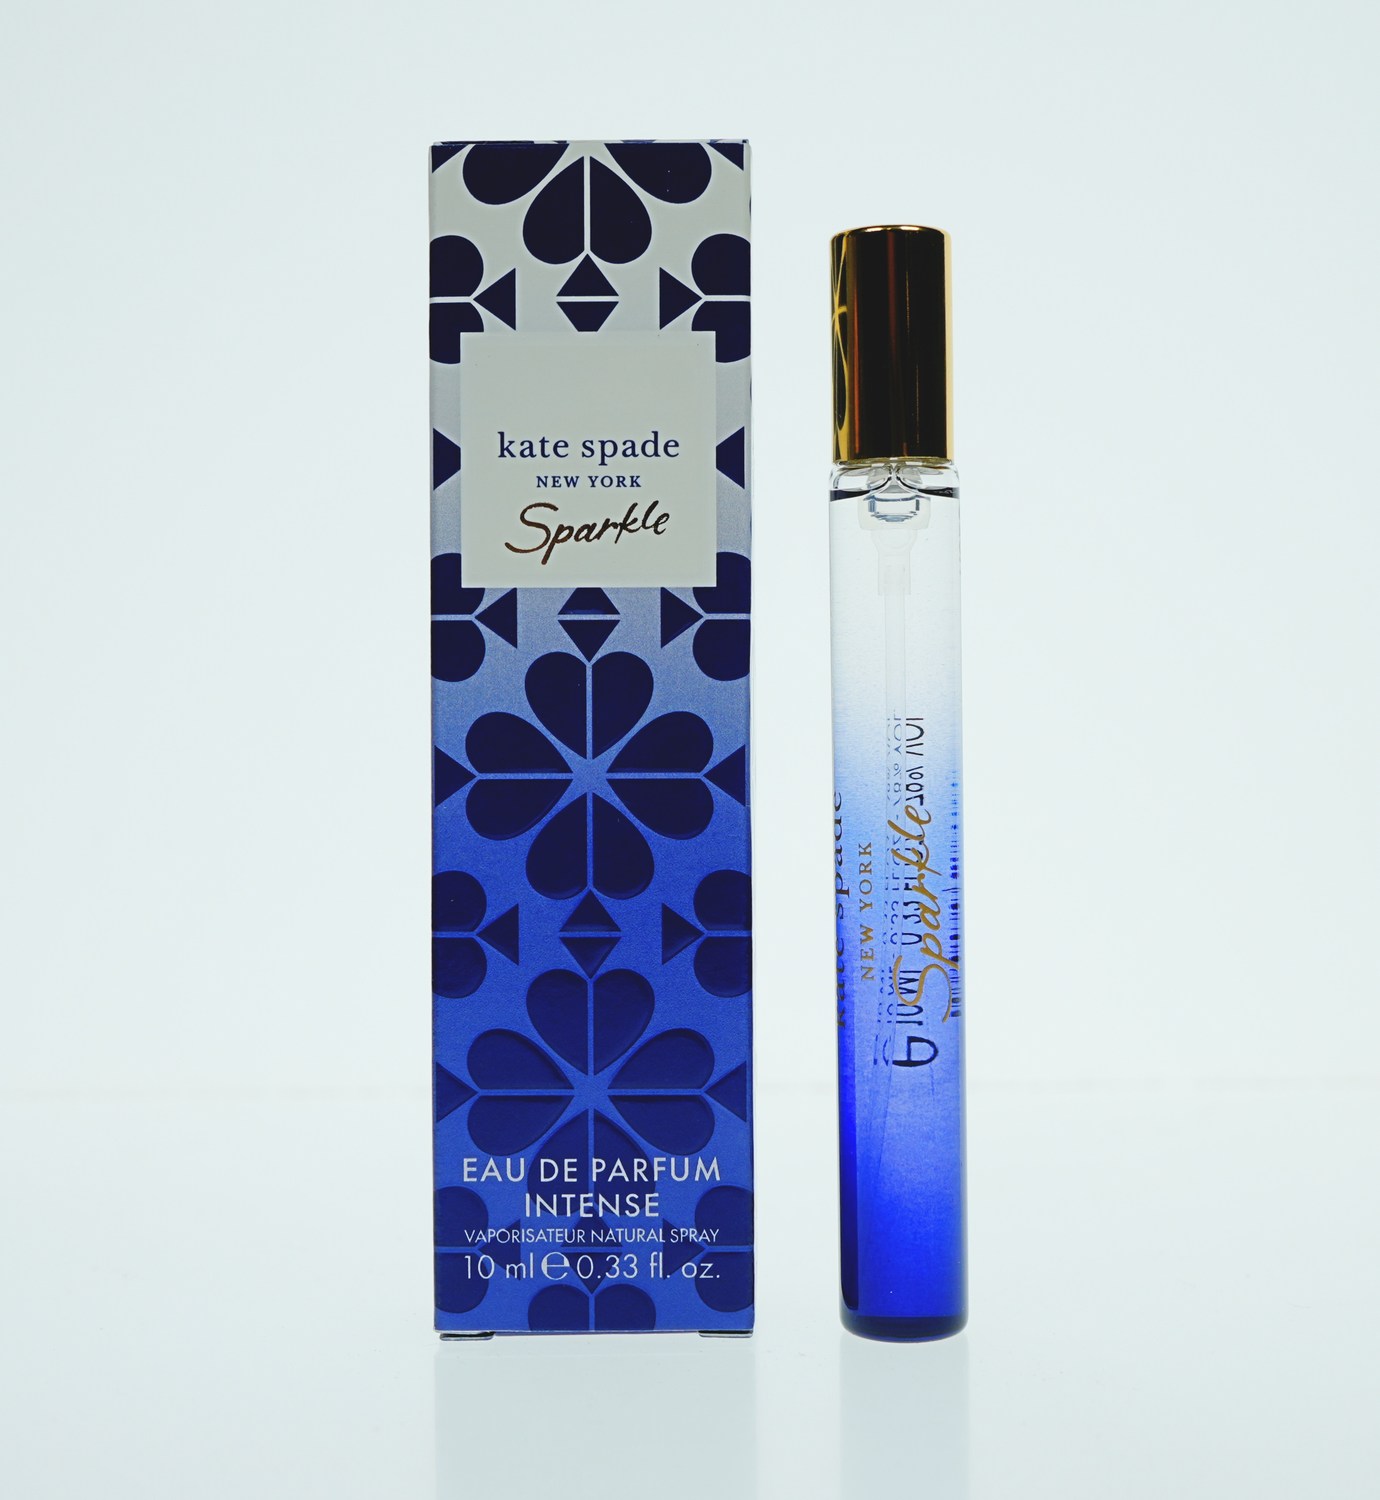 kate spade
NEW YORK
Sparkle
EAU DE PARFUM
INTENSE
VAPORISATEUR NATURAL SPRAY
10 ml e 0.33 fl. oz.
kate spade
NEW YORK
Sparkle